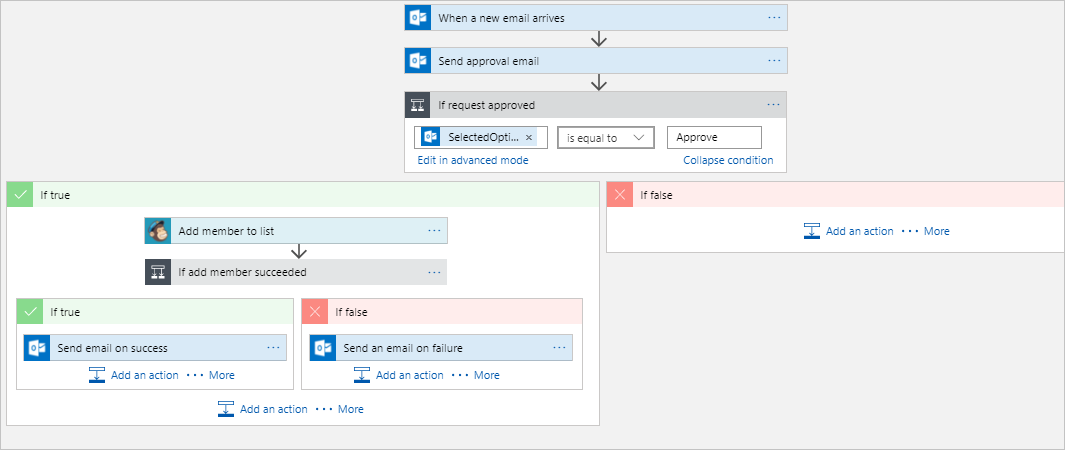 When a new email arrives ...
Send approval email ...
If request approved ...
SelectedOpti... × is equal to Approve
Edit in advanced mode Collapse condition
If true If false
Add an action ... More
Add member to list ...
If add member succeeded ...
If true If false
Send email on success ... Send an email on failure ...
Add an action ... More Add an action ... More
Add an action ... More